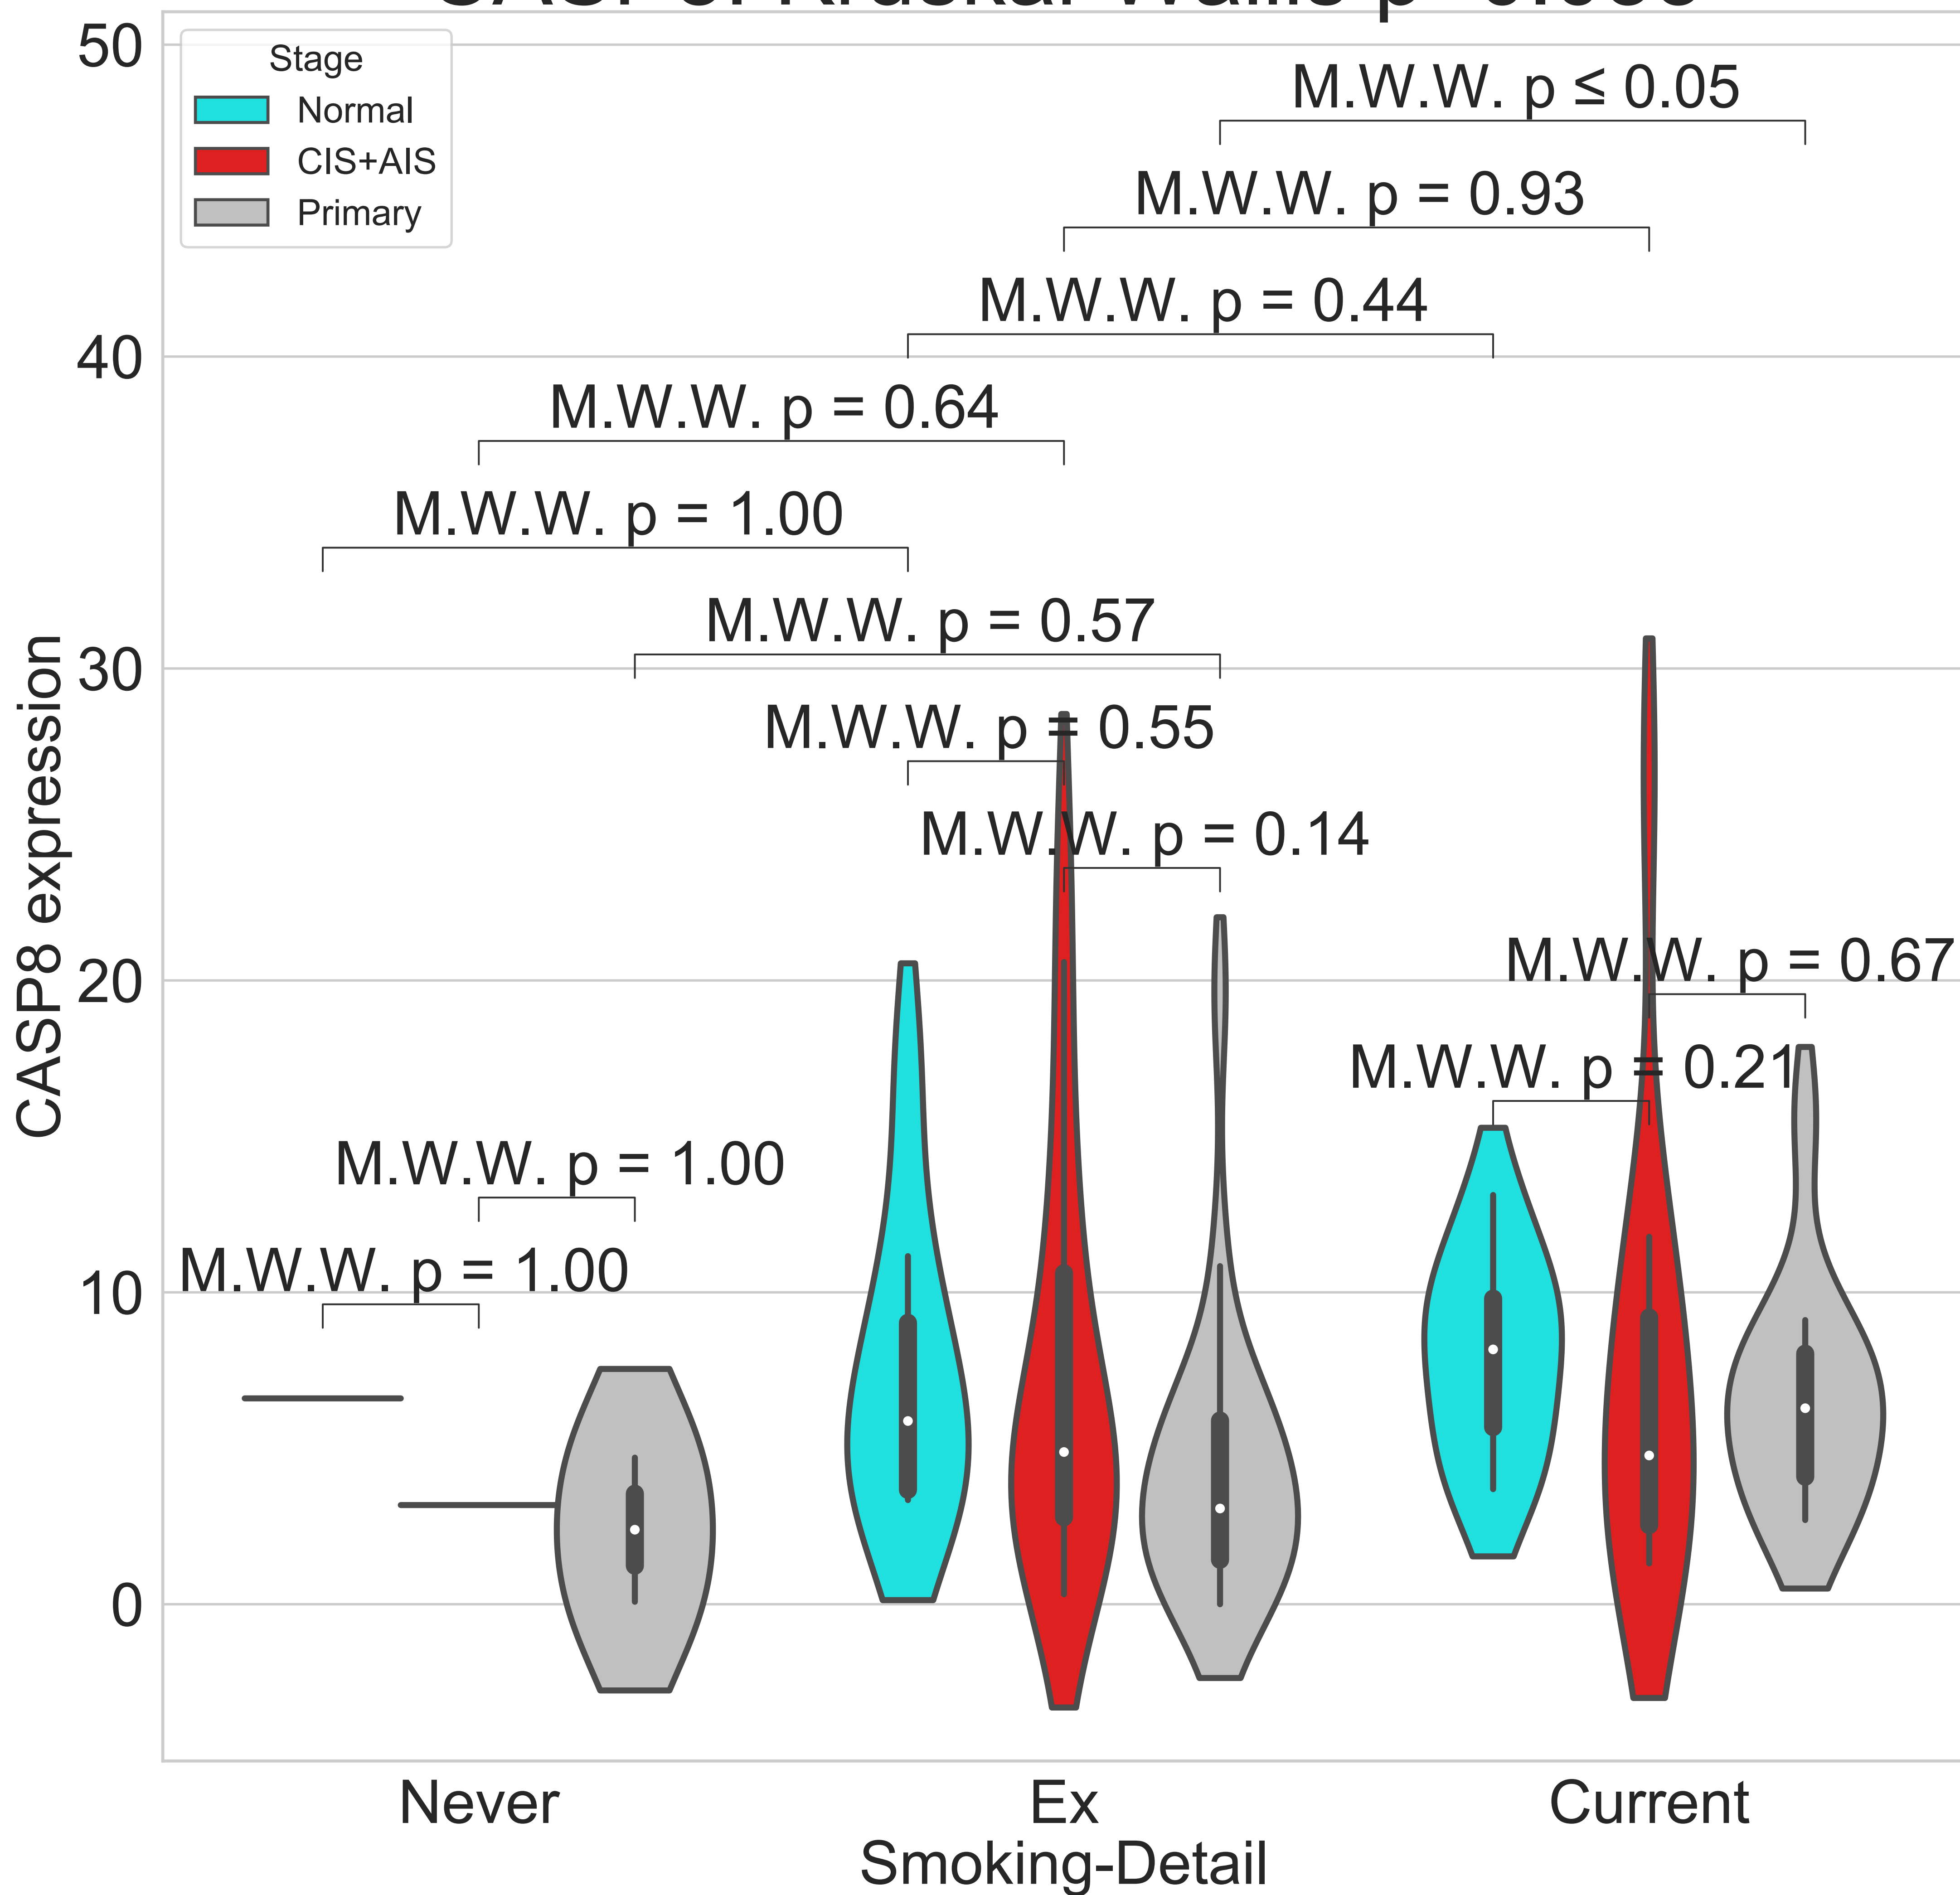 50
Stage
Normal
CIS+AIS
Primary
M.W.W. p ≤ 0.05
M.W.W. p = 0.93
M.W.W. p = 0.44
40
M.W.W. p = 0.64
M.W.W. p = 1.00
M.W.W. p = 0.57
30
M.W.W. p = 0.55
M.W.W. p = 0.14
M.W.W. p = 0.67
20
M.W.W. p = 0.21
M.W.W. p = 1.00
M.W.W. p = 1.00
10
0
CASP8 expression
Never Ex Current
Smoking-Detail